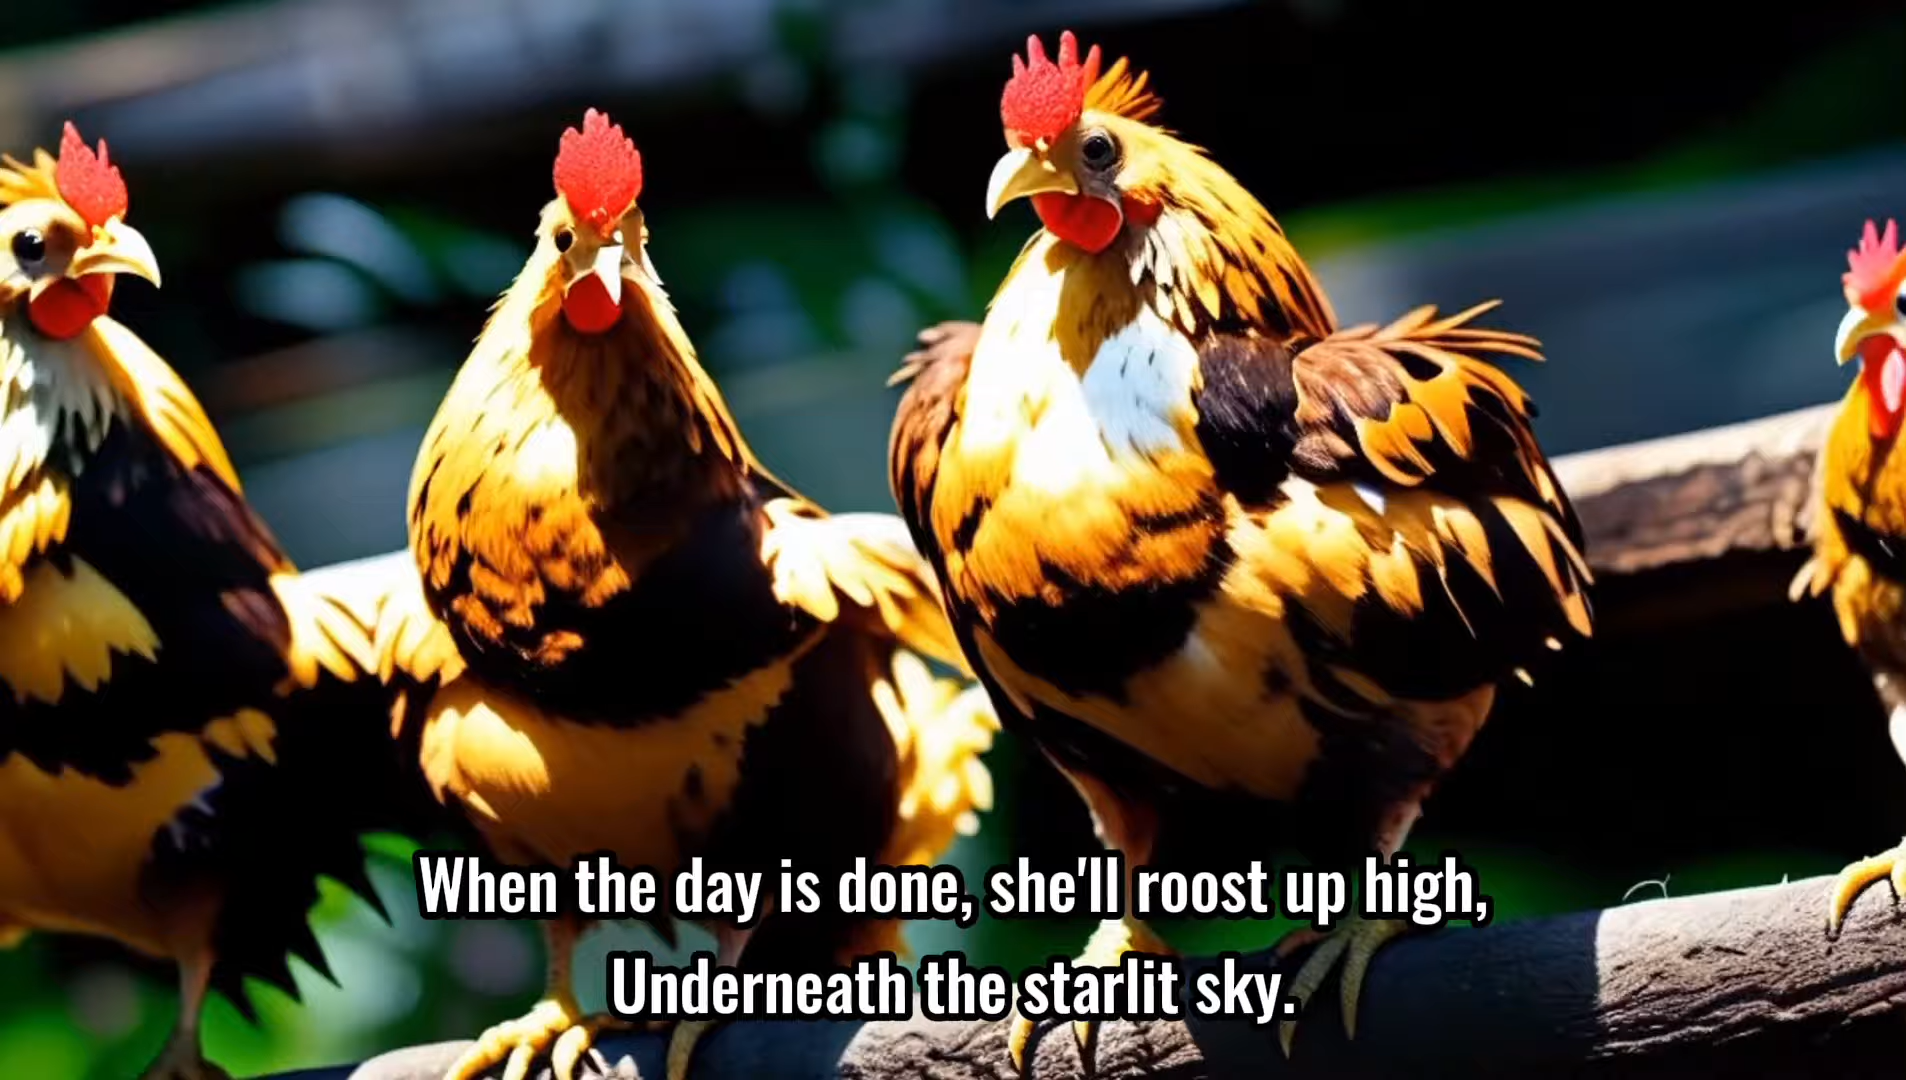 When the day is done, she'll roost up high,
Underneath the starlit sky.